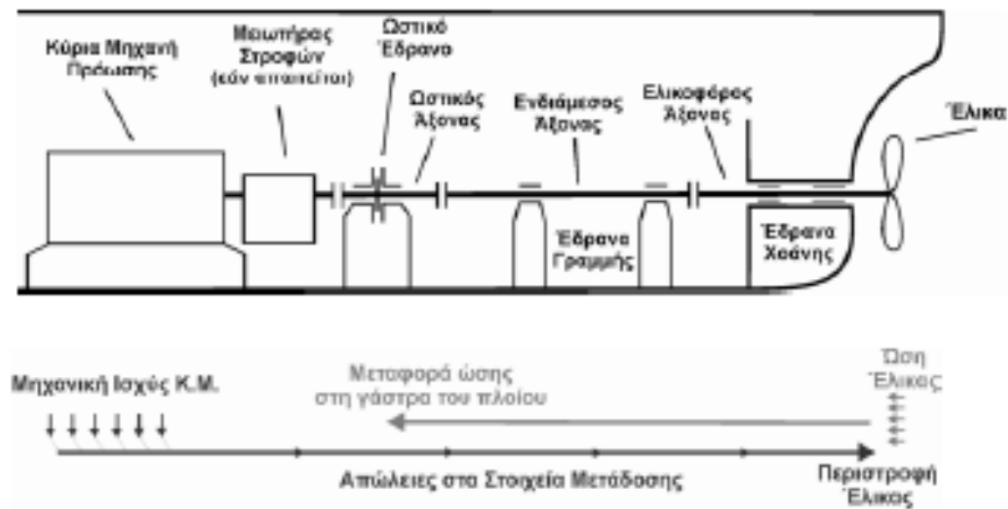 Κύρια Μηχανή
Πρόωσης
Μειωτήρας
Στροφών
(εάν απαιτείται)
Ωστικό
Έδρανο
Ωστικός
Άξονας
Ενδιάμεσος
Άξονας
Ελικοφόρος
Άξονας
Έλικα
Έδρανα
Γραμμής
Έδρανα
Χοάνης
Μηχανική Ισχύς Κ.Μ.
Μεταφορά ώσης
στη γάστρα του πλοίου
Ώση
Έλικας
Απώλειες στα Στοιχεία Μετάδοσης
Περιστροφή
Έλικας